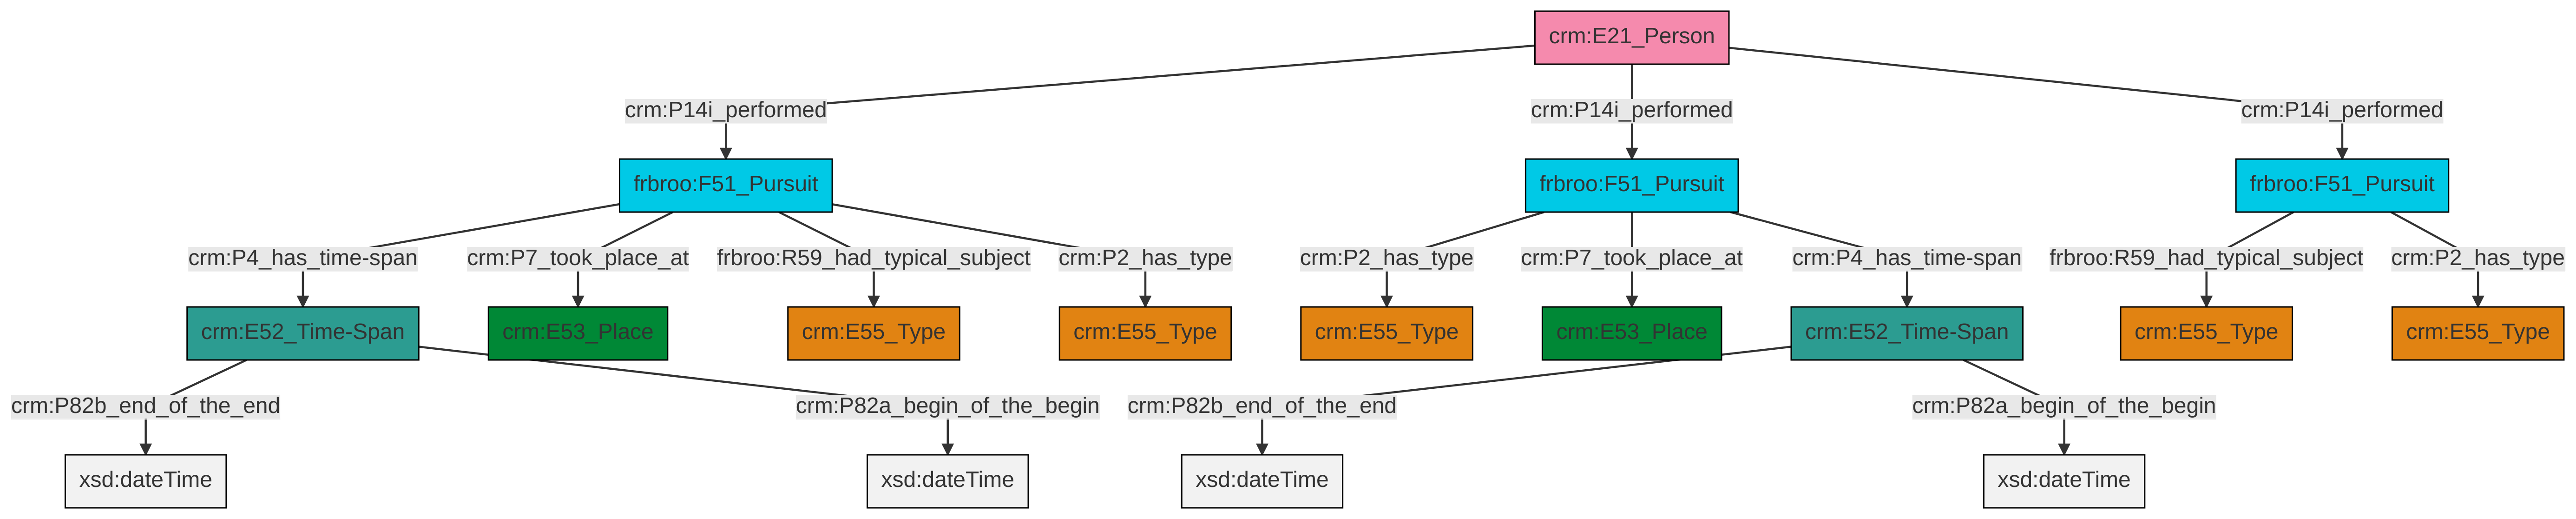 crm:E21_Person
crm:P14i_performed crm:P14i_performed crm:P14i_performed
frbroo:F51_Pursuit frbroo:F51_Pursuit frbroo:F51_Pursuit
crm:P4_has_time-span crm:P7_took_place_at frbroo:R59_had_typical_subject crm:P2_has_type crm:P2_has_type crm:P7_took_place_at crm:P4_has_time-span frbroo:R59_had_typical_subject crm:P2_has_type
crm:E52_Time-Span crm:E53_Place crm:E55_Type crm:E55_Type crm:E55_Type crm:E53_Place crm:E52_Time-Span crm:E55_Type crm:E55_Type
crm:P82b_end_of_the_end crm:P82a_begin_of_the_begin crm:P82b_end_of_the_end crm:P82a_begin_of_the_begin
xsd:dateTime xsd:dateTime xsd:dateTime xsd:dateTime